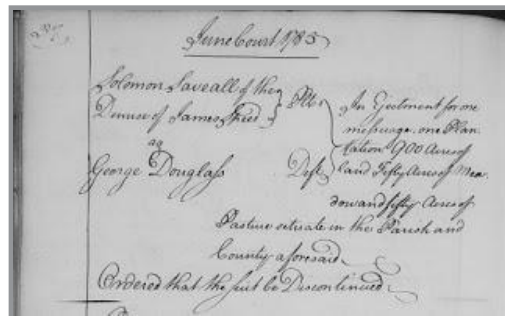 June Court 1785
Solomon Saveall of the
Demise of James Reed
Plt
In Ejectment for one
messuage one Plan
tation 900 Acres of
land Fifty Acres of Mea
dow and fifty Acres of
Pasture setuate in the Parish and
County aforesaid
ag
George Douglass
Deft
Ordered that the suit be Discontinued